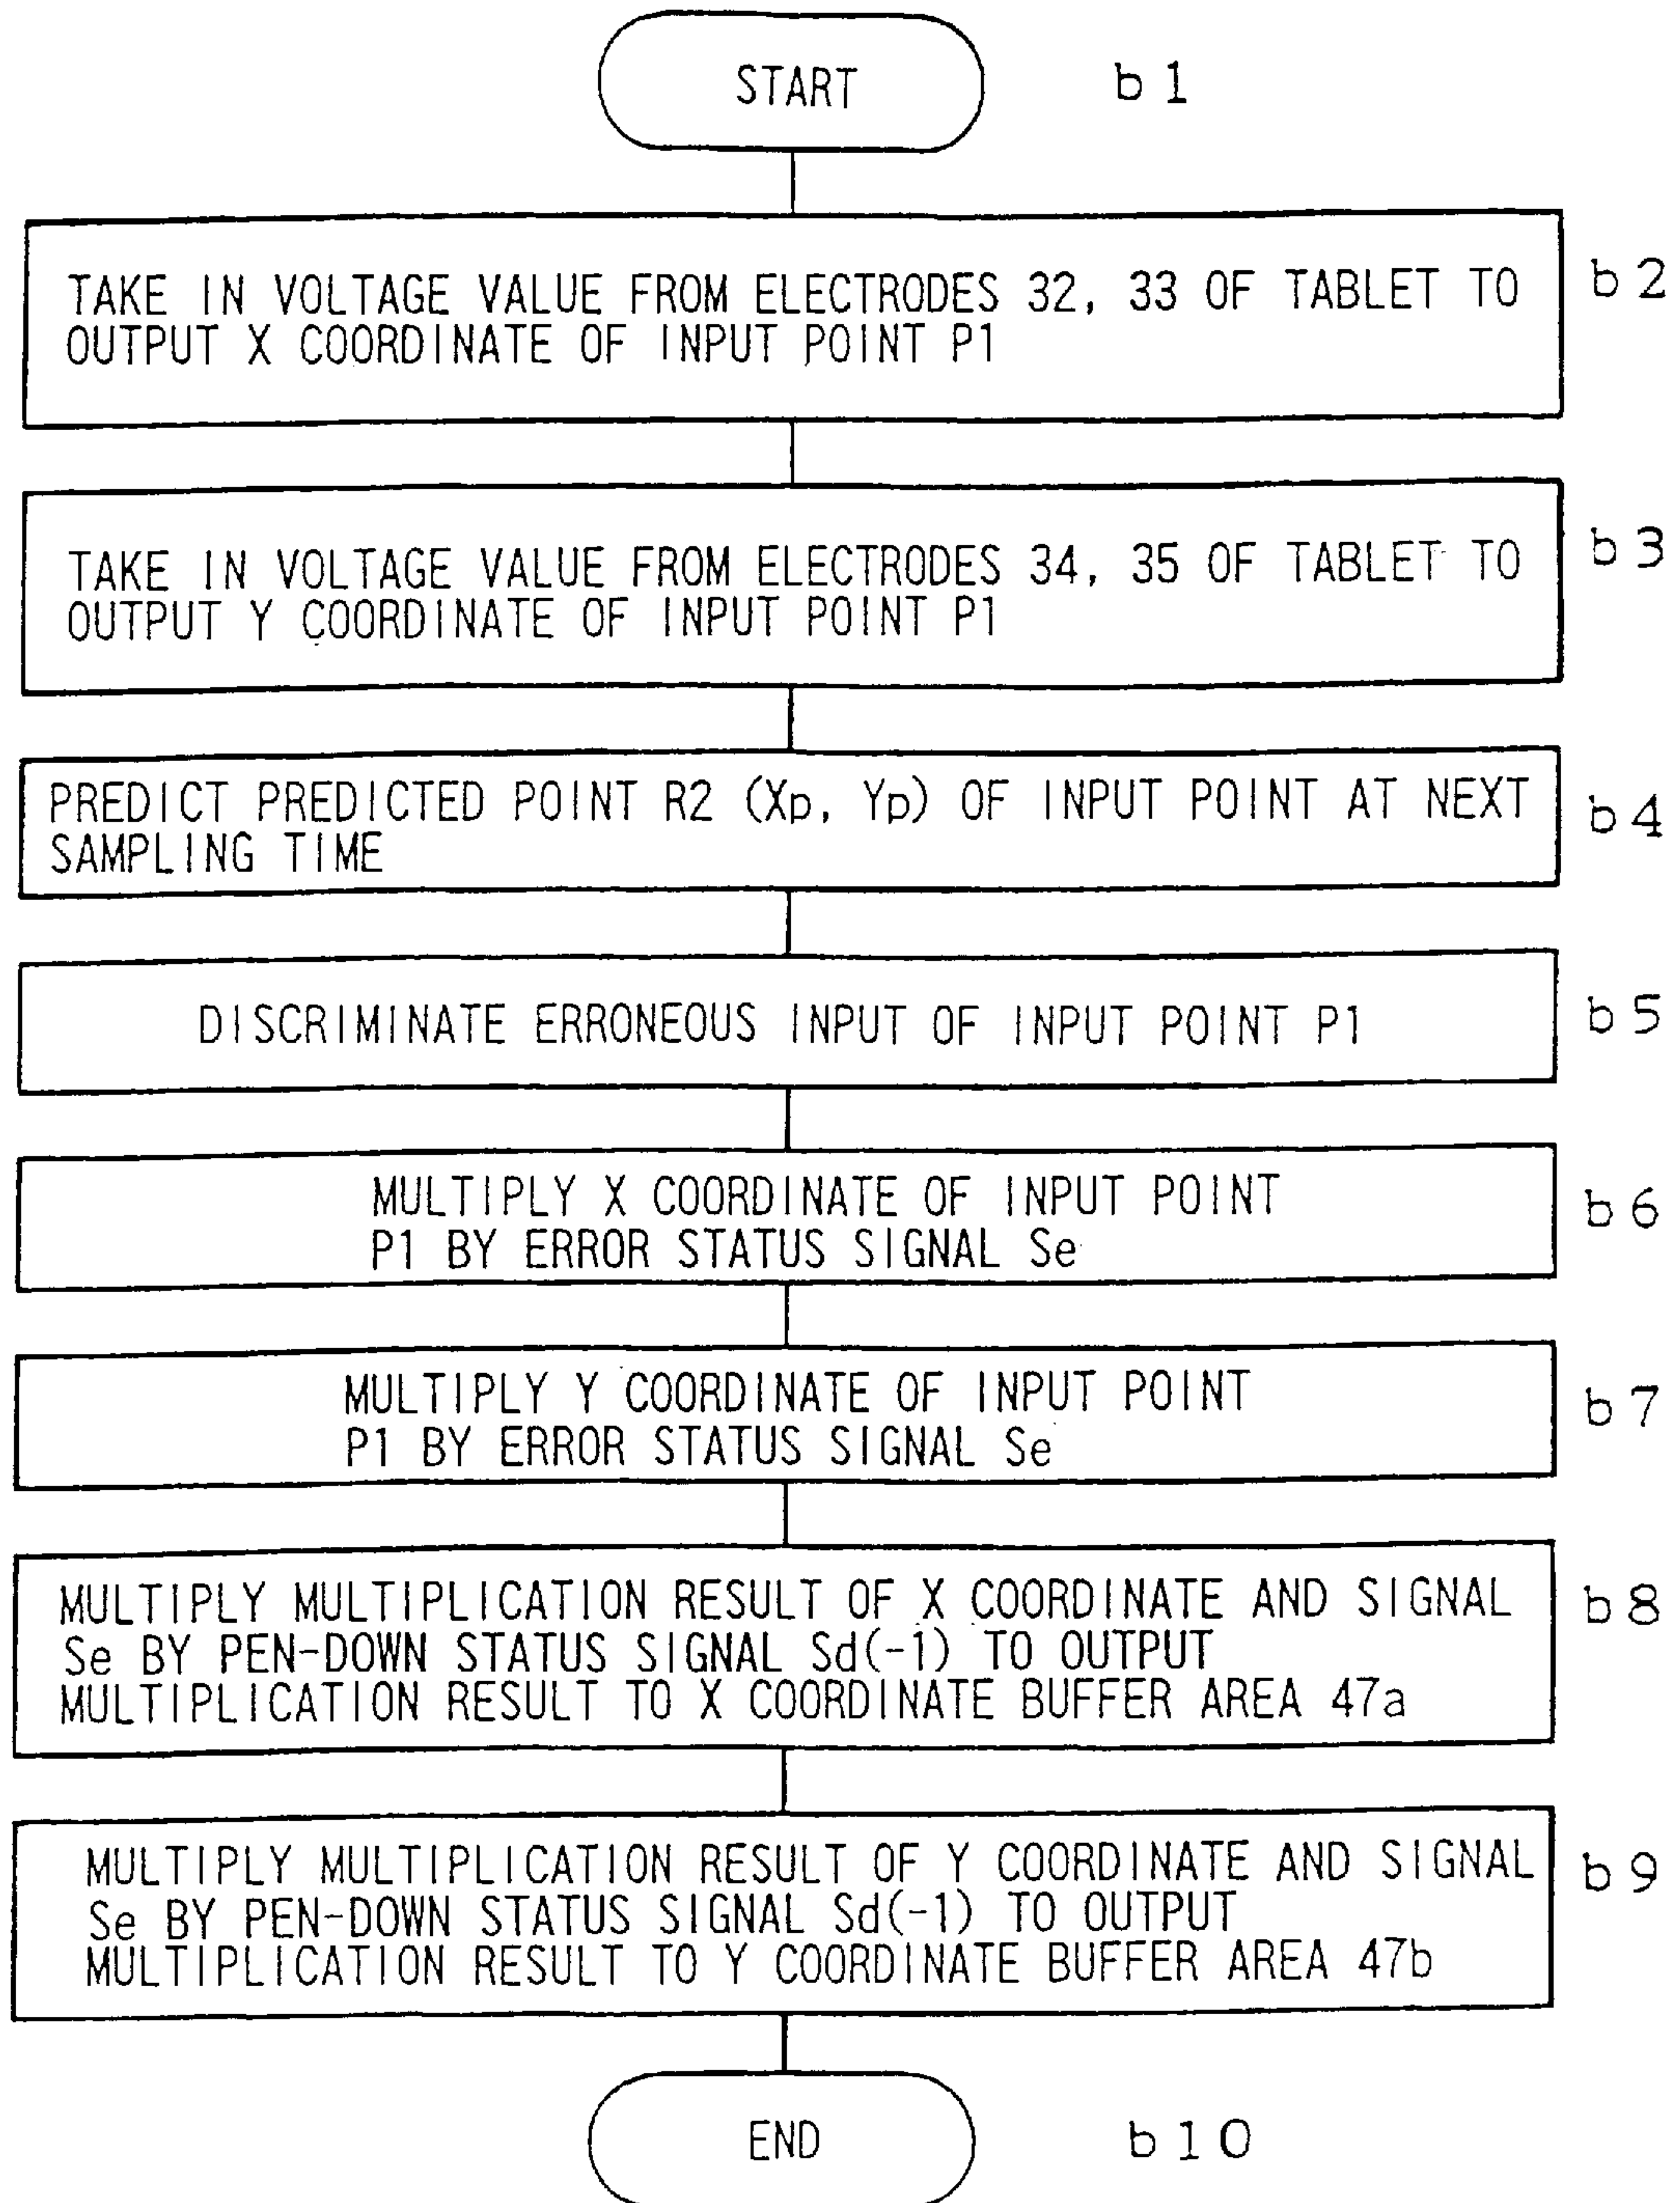 START b1
TAKE IN VOLTAGE VALUE FROM ELECTRODES 32, 33 OF TABLET TO b2
OUTPUT X COORDINATE OF INPUT POINT P1
TAKE IN VOLTAGE VALUE FROM ELECTRODES 34, 35 OF TABLET TO b3
OUTPUT Y COORDINATE OF INPUT POINT P1
PREDICT PREDICTED POINT R2 (Xp, Yp) OF INPUT POINT AT NEXT b4
SAMPLING TIME
DISCRIMINATE ERRONEOUS INPUT OF INPUT POINT P1 b5
MULTIPLY X COORDINATE OF INPUT POINT b6
P1 BY ERROR STATUS SIGNAL Se
MULTIPLY Y COORDINATE OF INPUT POINT b7
P1 BY ERROR STATUS SIGNAL Se
MULTIPLY MULTIPLICATION RESULT OF X COORDINATE AND SIGNAL b8
Se BY PEN-DOWN STATUS SIGNAL Sd(-1) TO OUTPUT
MULTIPLICATION RESULT TO X COORDINATE BUFFER AREA 47a
MULTIPLY MULTIPLICATION RESULT OF Y COORDINATE AND SIGNAL b9
Se BY PEN-DOWN STATUS SIGNAL Sd(-1) TO OUTPUT
MULTIPLICATION RESULT TO Y COORDINATE BUFFER AREA 47b
END b10